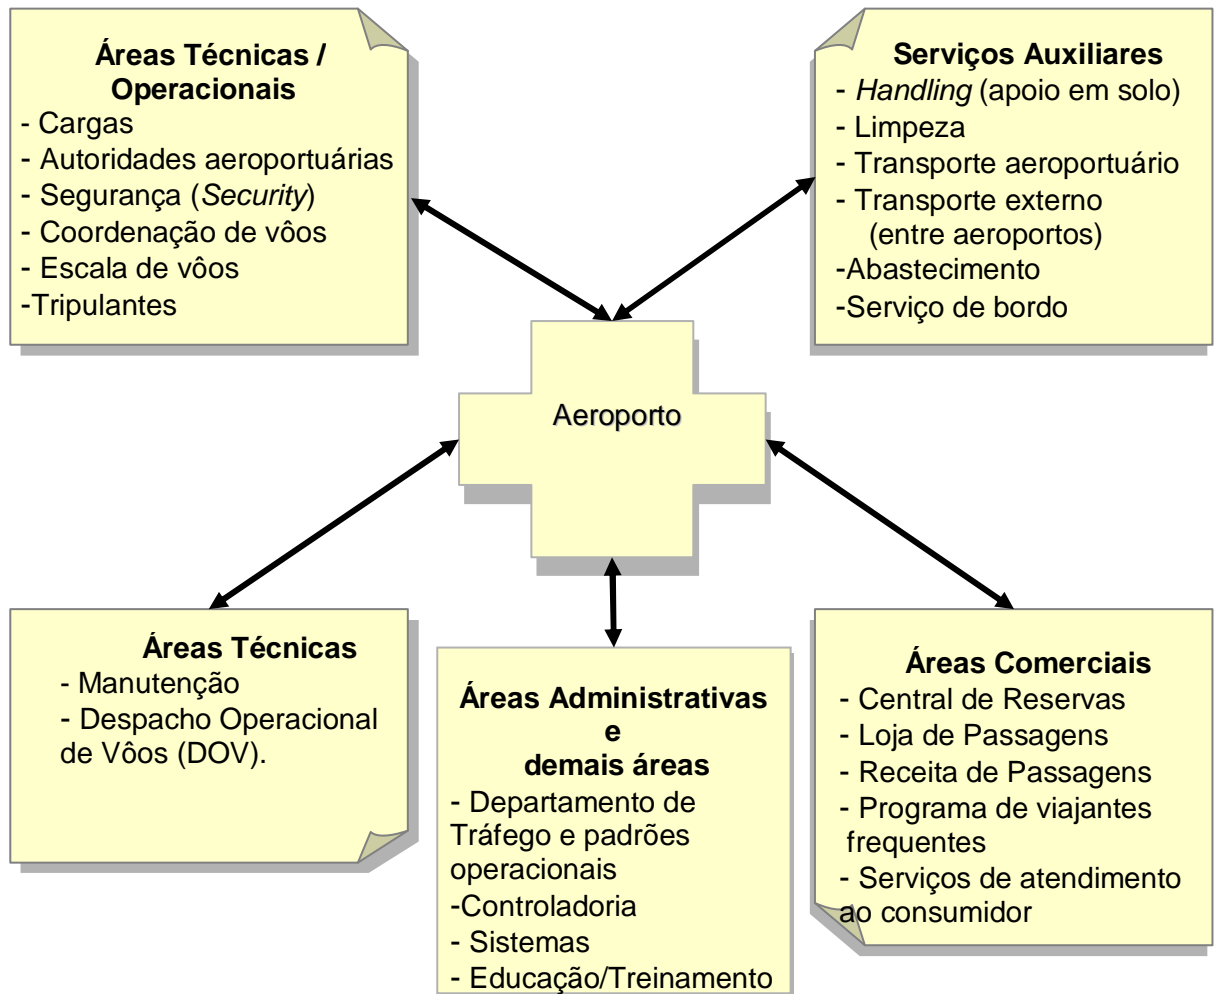 Áreas Técnicas /
Operacionais
- Cargas
- Autoridades aeroportuárias
- Segurança (Security)
- Coordenação de vôos
- Escala de vôos
-Tripulantes
Serviços Auxiliares
- Handling (apoio em solo)
- Limpeza
- Transporte aeroportuário
- Transporte externo
(entre aeroportos)
-Abastecimento
-Serviço de bordo
Aeroporto
Áreas Técnicas
- Manutenção
- Despacho Operacional
de Vôos (DOV).
Áreas Administrativas
e
demais áreas
- Departamento de
Tráfego e padrões
operacionais
-Controladoria
- Sistemas
- Educação/Treinamento
Áreas Comerciais
- Central de Reservas
- Loja de Passagens
- Receita de Passagens
- Programa de viajantes
frequentes
- Serviços de atendimento
ao consumidor